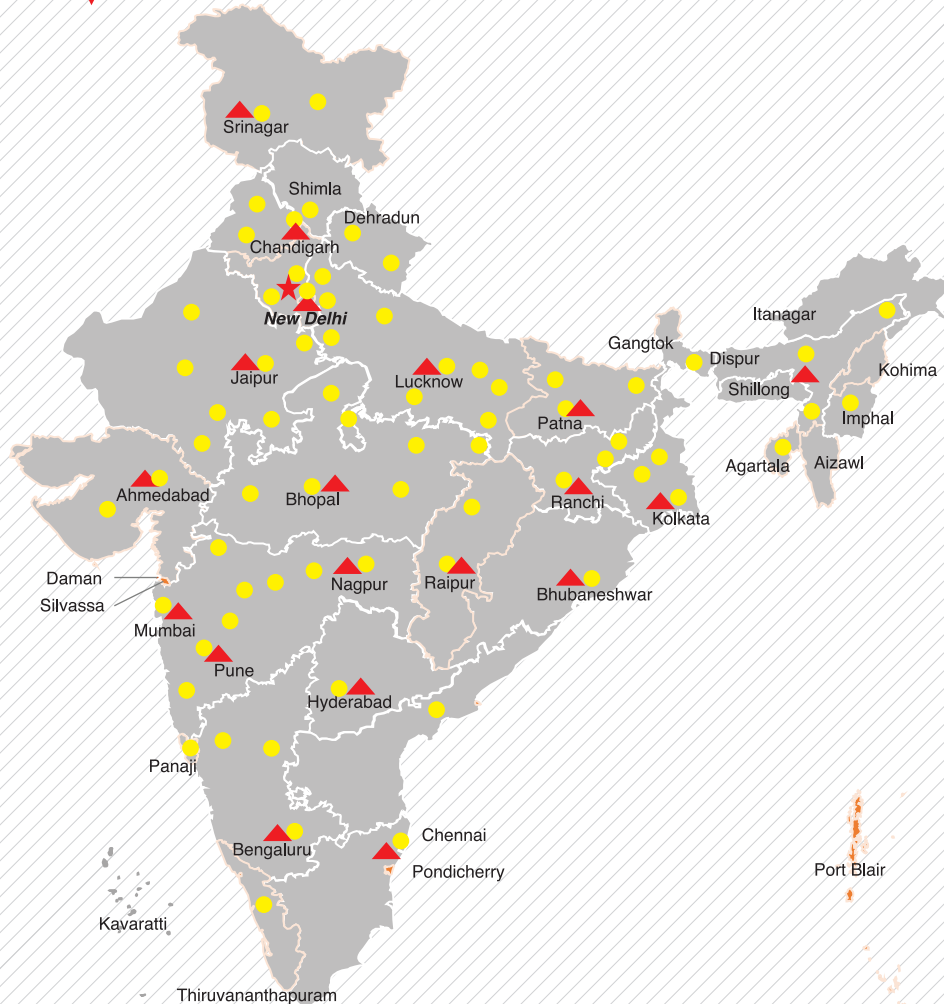 Srinagar
Shimla
Dehradun
Chandigarh
New Delhi
Itanagar
Gangtok
Dispur
Kohima
Jaipur
Lucknow
Shillong
Patna
Imphal
Agartala
Aizawl
Ahmedabad
Bhopal
Ranchi
Kolkata
Daman
Nagpur
Raipur
Bhubaneshwar
Silvassa
Mumbai
Pune
Hyderabad
Panaji
Chennai
Bengaluru
Pondicherry
Port Blair
Kavaratti
Thiruvananthapuram